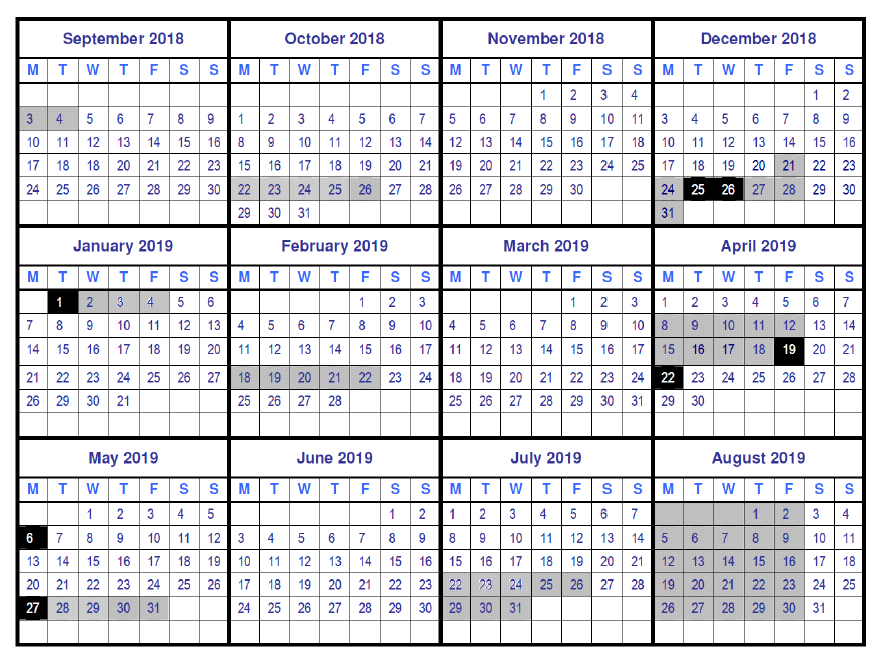 September 2018
M T W T F S S
3 4 5 6 7 8 9
10 11 12 13 14 15 16
17 18 18 20 21 22 23
24 25 26 27 28 29 30
October 2018
M T W T F S S
1 2 3 4 5 6 7
8 9 10 11 12 13 14
15 16 17 18 19 20 21
22 23 24 25 26 27 28
29 30 31
November 2018
M T W T F S S
1 2 3 4
5 6 7 8 9 10 11
12 13 14 15 16 17 18
19 20 21 22 23 24 25
26 27 28 29 30
December 2018
M T W T F S S
1 2
3 4 5 6 7 8 9
10 11 12 13 14 15 16
17 18 19 20 21 22 23
24 25 26 27 28 29 30
31
January 2019
M T W T F S S
1 2 3 4 5 6
7 8 9 10 11 12 13
14 15 16 17 18 19 20
21 22 23 24 25 26 27
26 29 30 21
February 2019
M T W T F S S
1 2 3
4 5 6 7 8 9 10
11 12 13 14 15 16 17
18 19 20 21 22 23 24
25 26 27 28
March 2019
M T W T F S S
1 2 3
4 5 6 7 8 9 10
11 12 13 14 15 16 17
18 19 20 21 22 23 24
25 26 27 28 29 30 31
April 2019
M T W T F S S
1 2 3 4 5 6 7
8 9 10 11 12 13 14
15 16 17 18 19 20 21
22 23 24 25 26 27 28
29 30
May 2019
M T W T F S S
1 2 3 4 5
6 7 8 9 10 11 12
13 14 15 16 17 18 19
20 21 22 23 24 25 26
27 28 29 30 31
June 2019
M T W T F S S
1 2
3 4 5 6 7 8 9
10 11 12 13 14 15 16
17 18 19 20 21 22 23
24 25 26 27 28 29 30
July 2019
M T W T F S S
1 2 3 4 5 6 7
8 9 10 11 12 13 14
15 16 17 18 19 20 21
22 23 24 25 26 27 28
29 30 31
August 2019
M T W T F S S
1 2 3 4
5 6 7 8 9 10 11
12 13 14 15 16 17 18
19 20 21 22 23 24 25
26 27 28 29 30 31